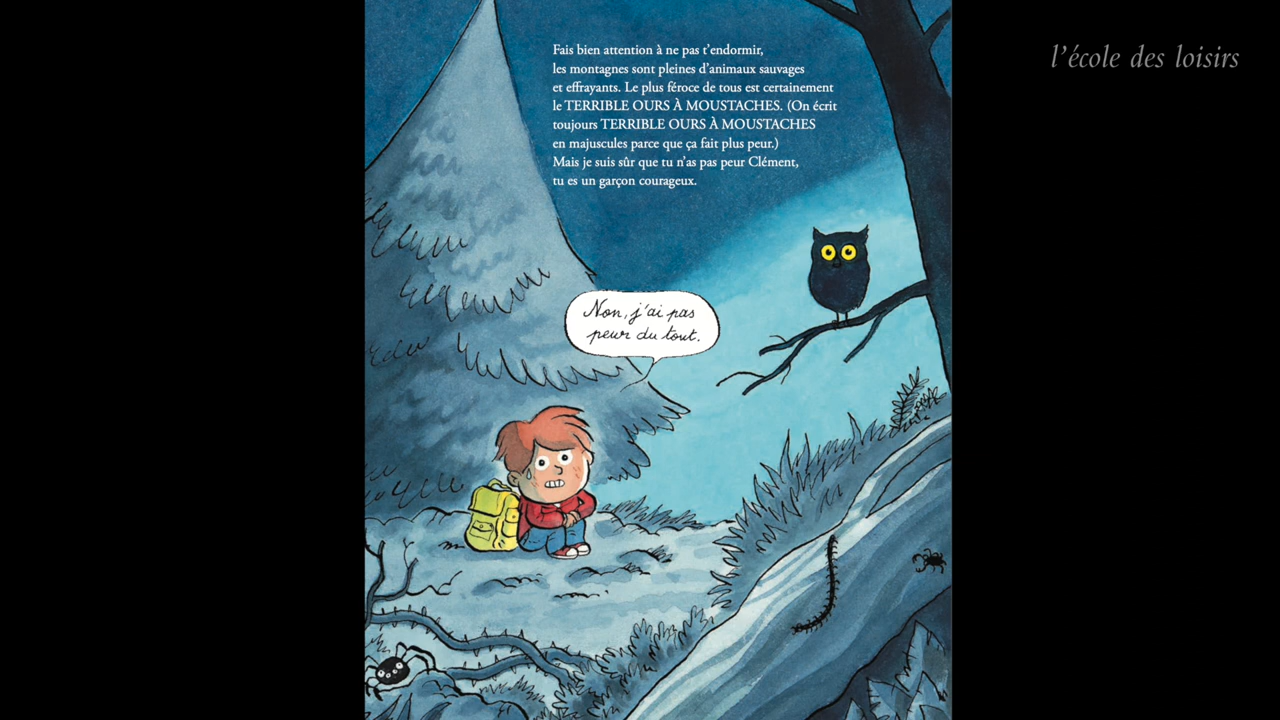 Fais bien attention à ne pas t’endormir,
les montagnes sont pleines d’animaux sauvages
et effrayants. Le plus féroce de tous est certainement
le TERRIBLE OURS À MOUSTACHES. (On écrit
toujours TERRIBLE OURS À MOUSTACHES
en majuscules parce que ça fait plus peur.)
Mais je suis sûr que tu n’as pas peur Clément,
tu es un garçon courageux.
Non, j’ai pas
peur du tout.
l’école des loisirs